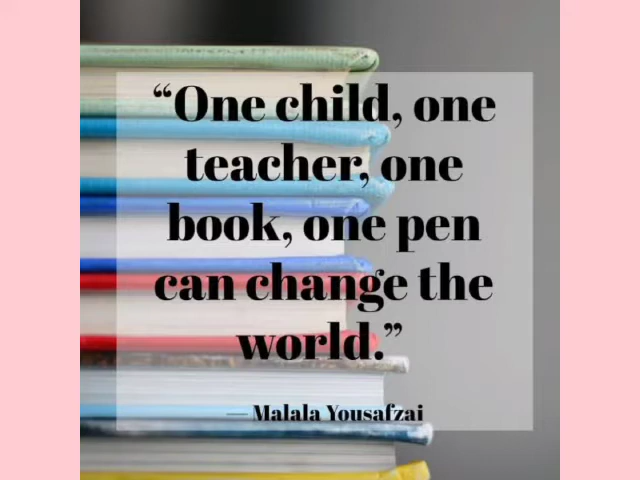 “One child, one
teacher, one
book, one pen
can change the
world.”
— Malala Yousafzai